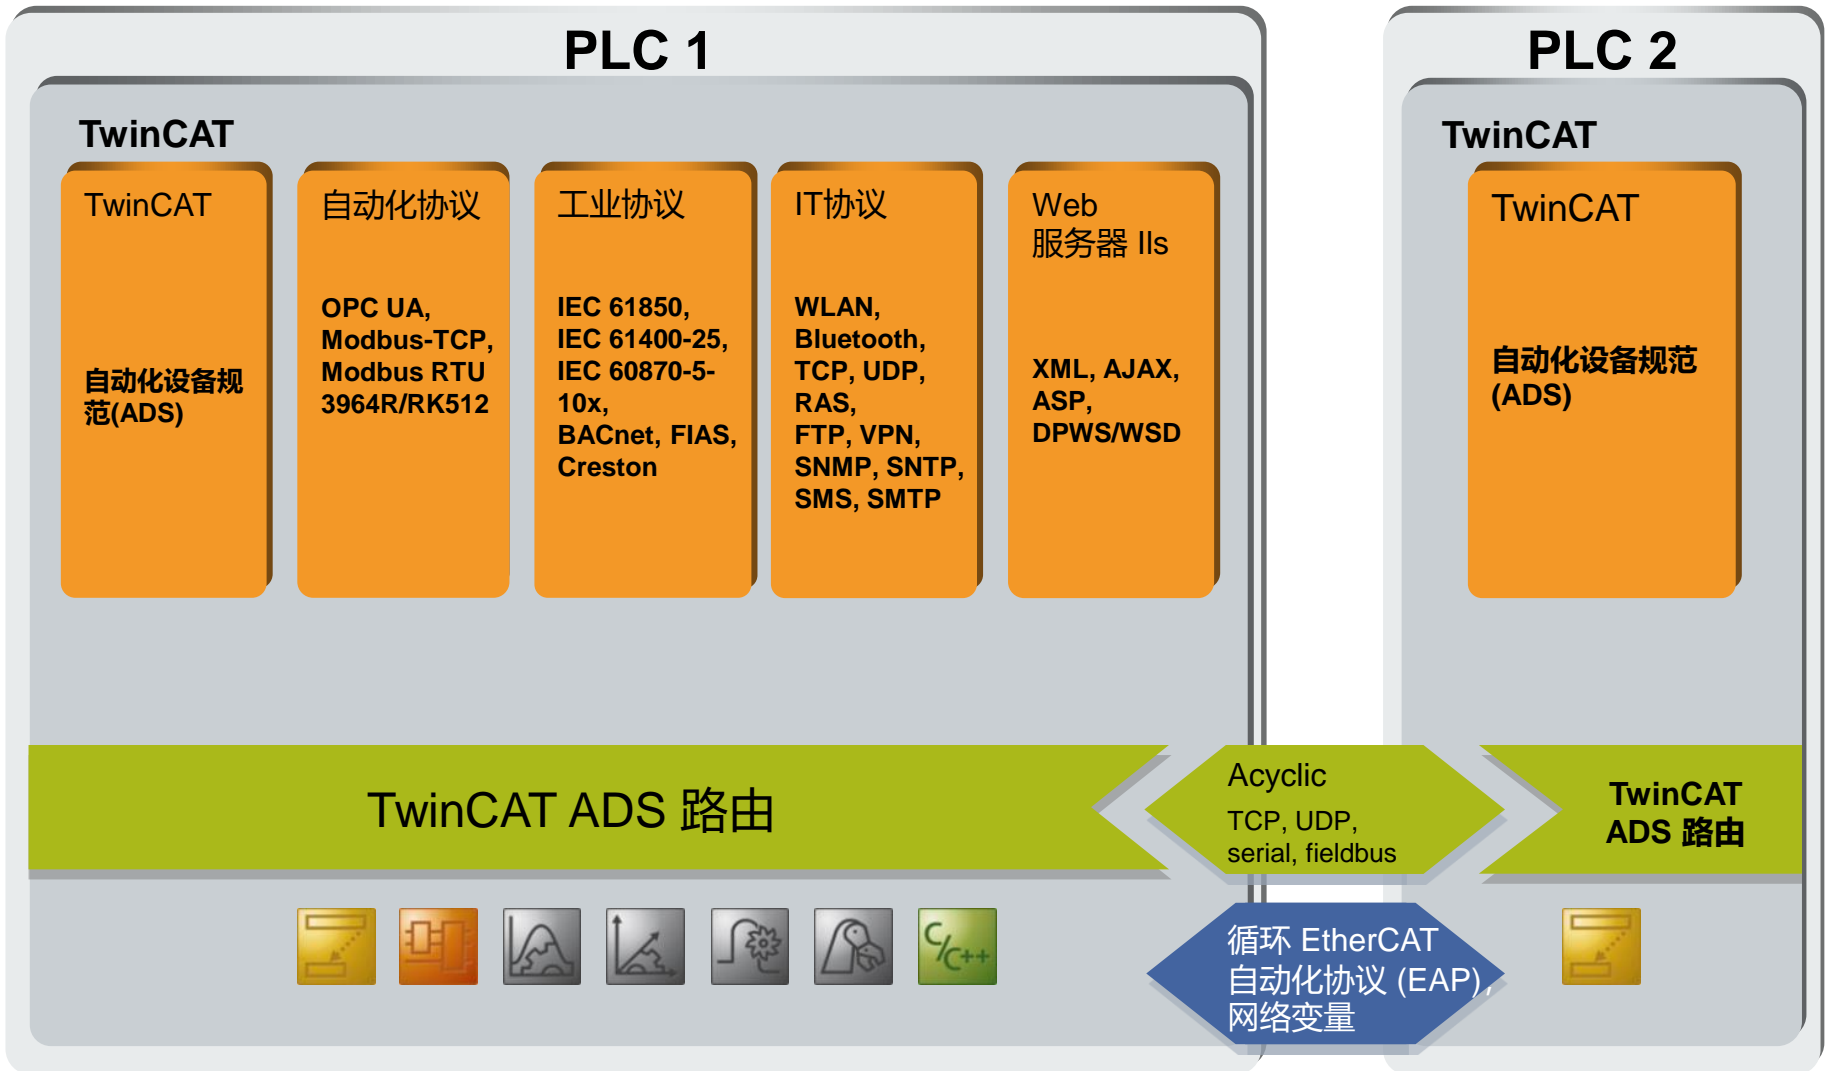 PLC 1
TwinCAT
TwinCAT
自动化设备规
范(ADS)
自动化协议
OPC UA,
Modbus-TCP,
Modbus RTU
3964R/RK512
工业协议
IEC 61850,
IEC 61400-25,
IEC 60870-5-
10x,
BACnet, FIAS,
Creston
IT协议
WLAN,
Bluetooth,
TCP, UDP,
RAS,
FTP, VPN,
SNMP, SNTP,
SMS, SMTP
Web
服务器 IIs
XML, AJAX,
ASP,
DPWS/WSD
TwinCAT ADS 路由
C/C++
Acyclic
TCP, UDP,
serial, fieldbus
循环 EtherCAT
自动化协议 (EAP),
网络变量
PLC 2
TwinCAT
TwinCAT
自动化设备规范
(ADS)
TwinCAT
ADS 路由